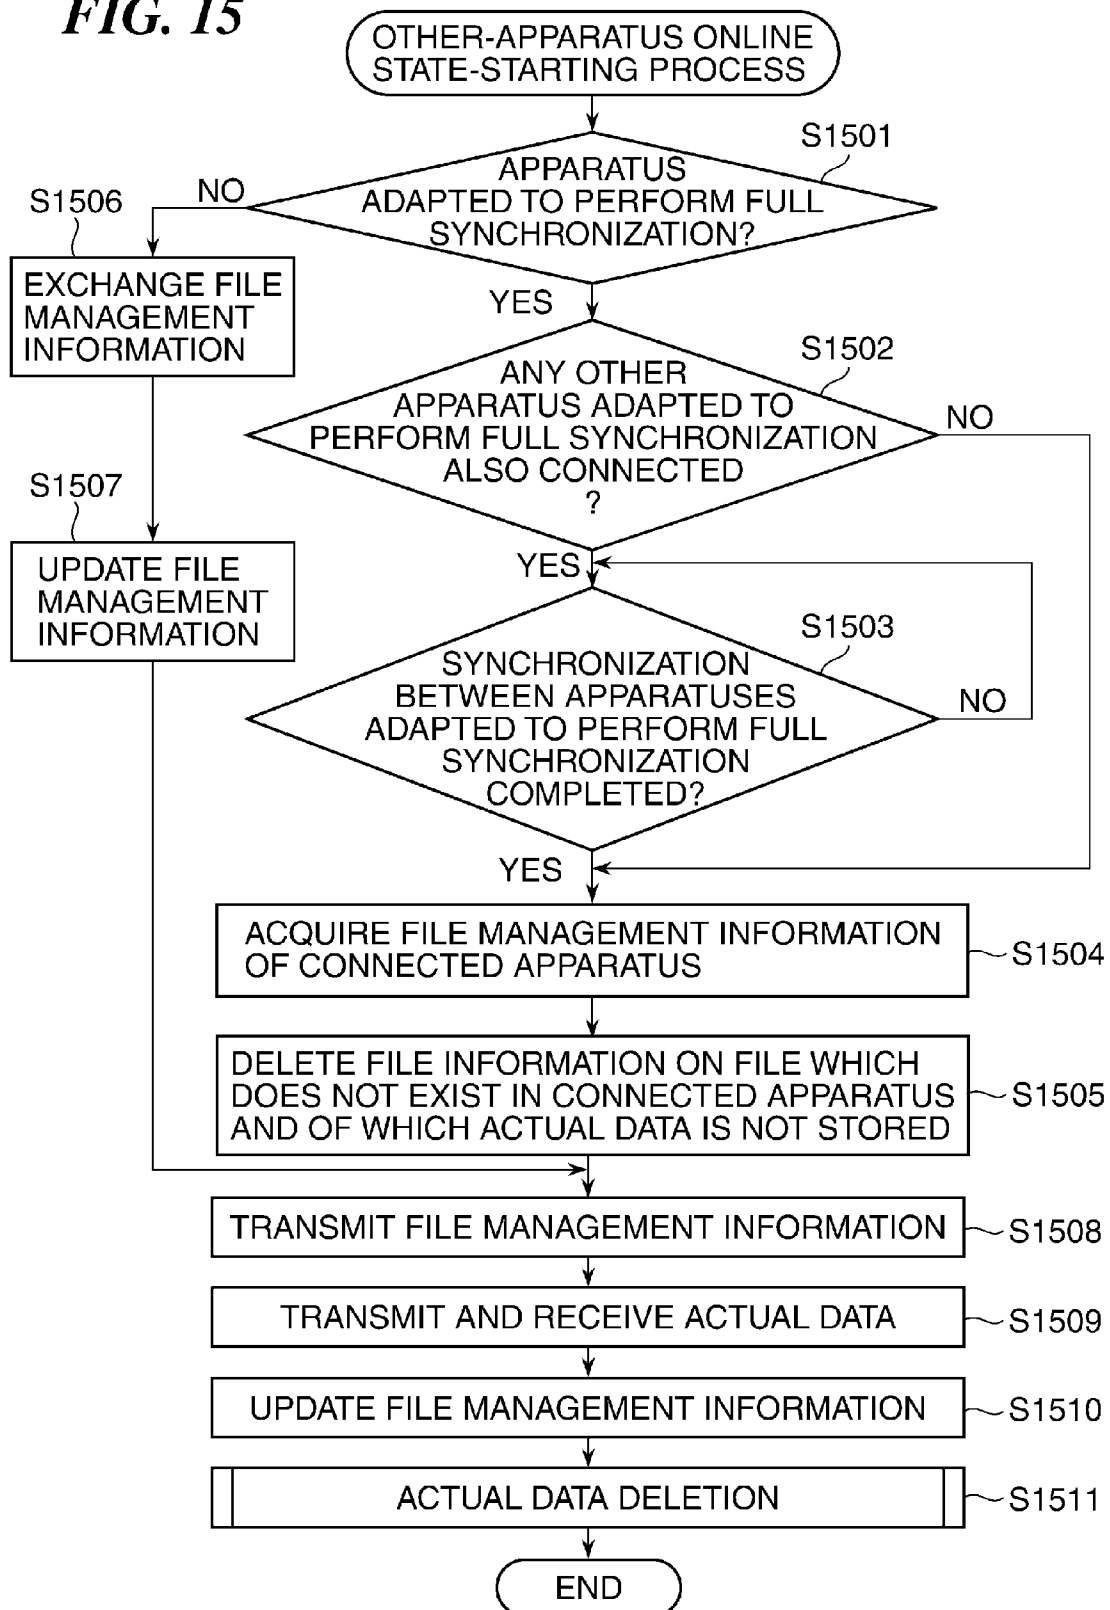 FIG. 15
OTHER-APPARATUS ONLINE
STATE-STARTING PROCESS
S1501
APPARATUS
ADAPTED TO PERFORM FULL
SYNCHRONIZATION?
NO
YES
S1506
EXCHANGE FILE
MANAGEMENT
INFORMATION
S1502
ANY OTHER
APPARATUS ADAPTED TO
PERFORM FULL SYNCHRONIZATION
ALSO CONNECTED
?
NO
YES
S1507
UPDATE FILE
MANAGEMENT
INFORMATION
S1503
SYNCHRONIZATION
BETWEEN APPARATUSES
ADAPTED TO PERFORM FULL
SYNCHRONIZATION
COMPLETED?
NO
YES
ACQUIRE FILE MANAGEMENT INFORMATION
OF CONNECTED APPARATUS
S1504
DELETE FILE INFORMATION ON FILE WHICH
DOES NOT EXIST IN CONNECTED APPARATUS
AND OF WHICH ACTUAL DATA IS NOT STORED
S1505
TRANSMIT FILE MANAGEMENT INFORMATION
S1508
TRANSMIT AND RECEIVE ACTUAL DATA
S1509
UPDATE FILE MANAGEMENT INFORMATION
S1510
ACTUAL DATA DELETION
S1511
END